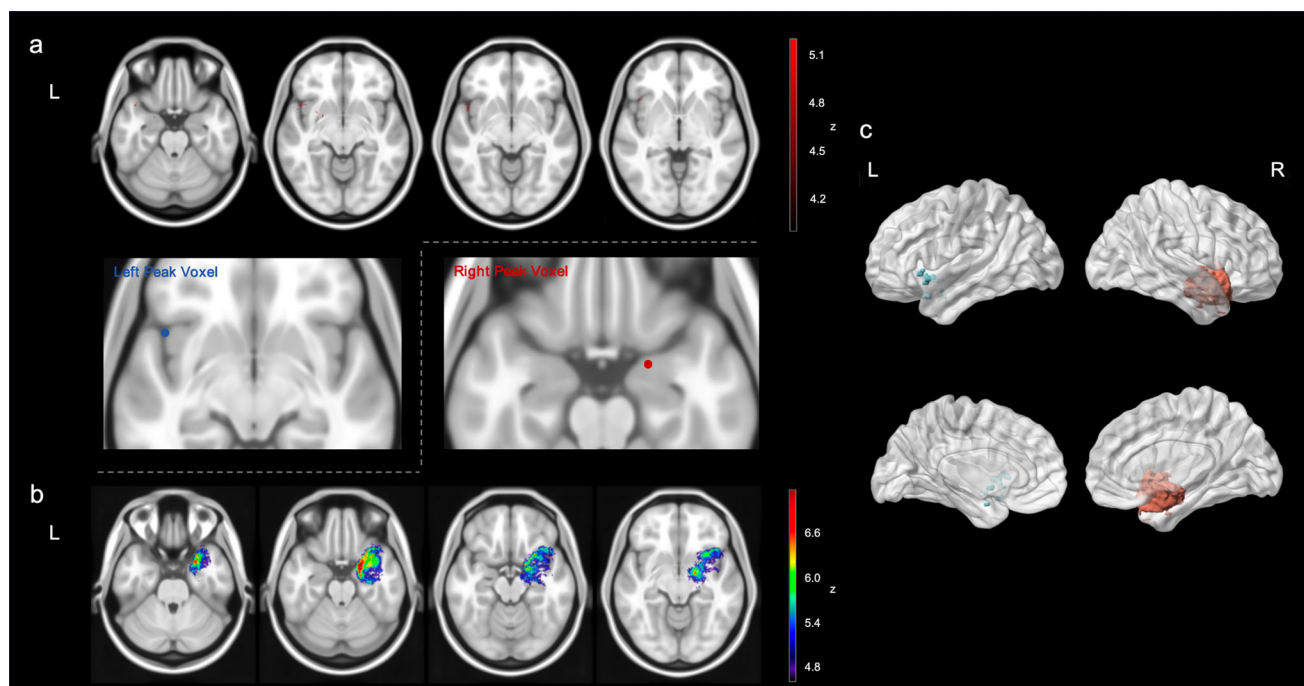 a
L
5.1
4.8
z
4.5
4.2
Left Peak Voxel
Right Peak Voxel
b
L
6.6
6.0
z
5.4
4.8
c
L
R